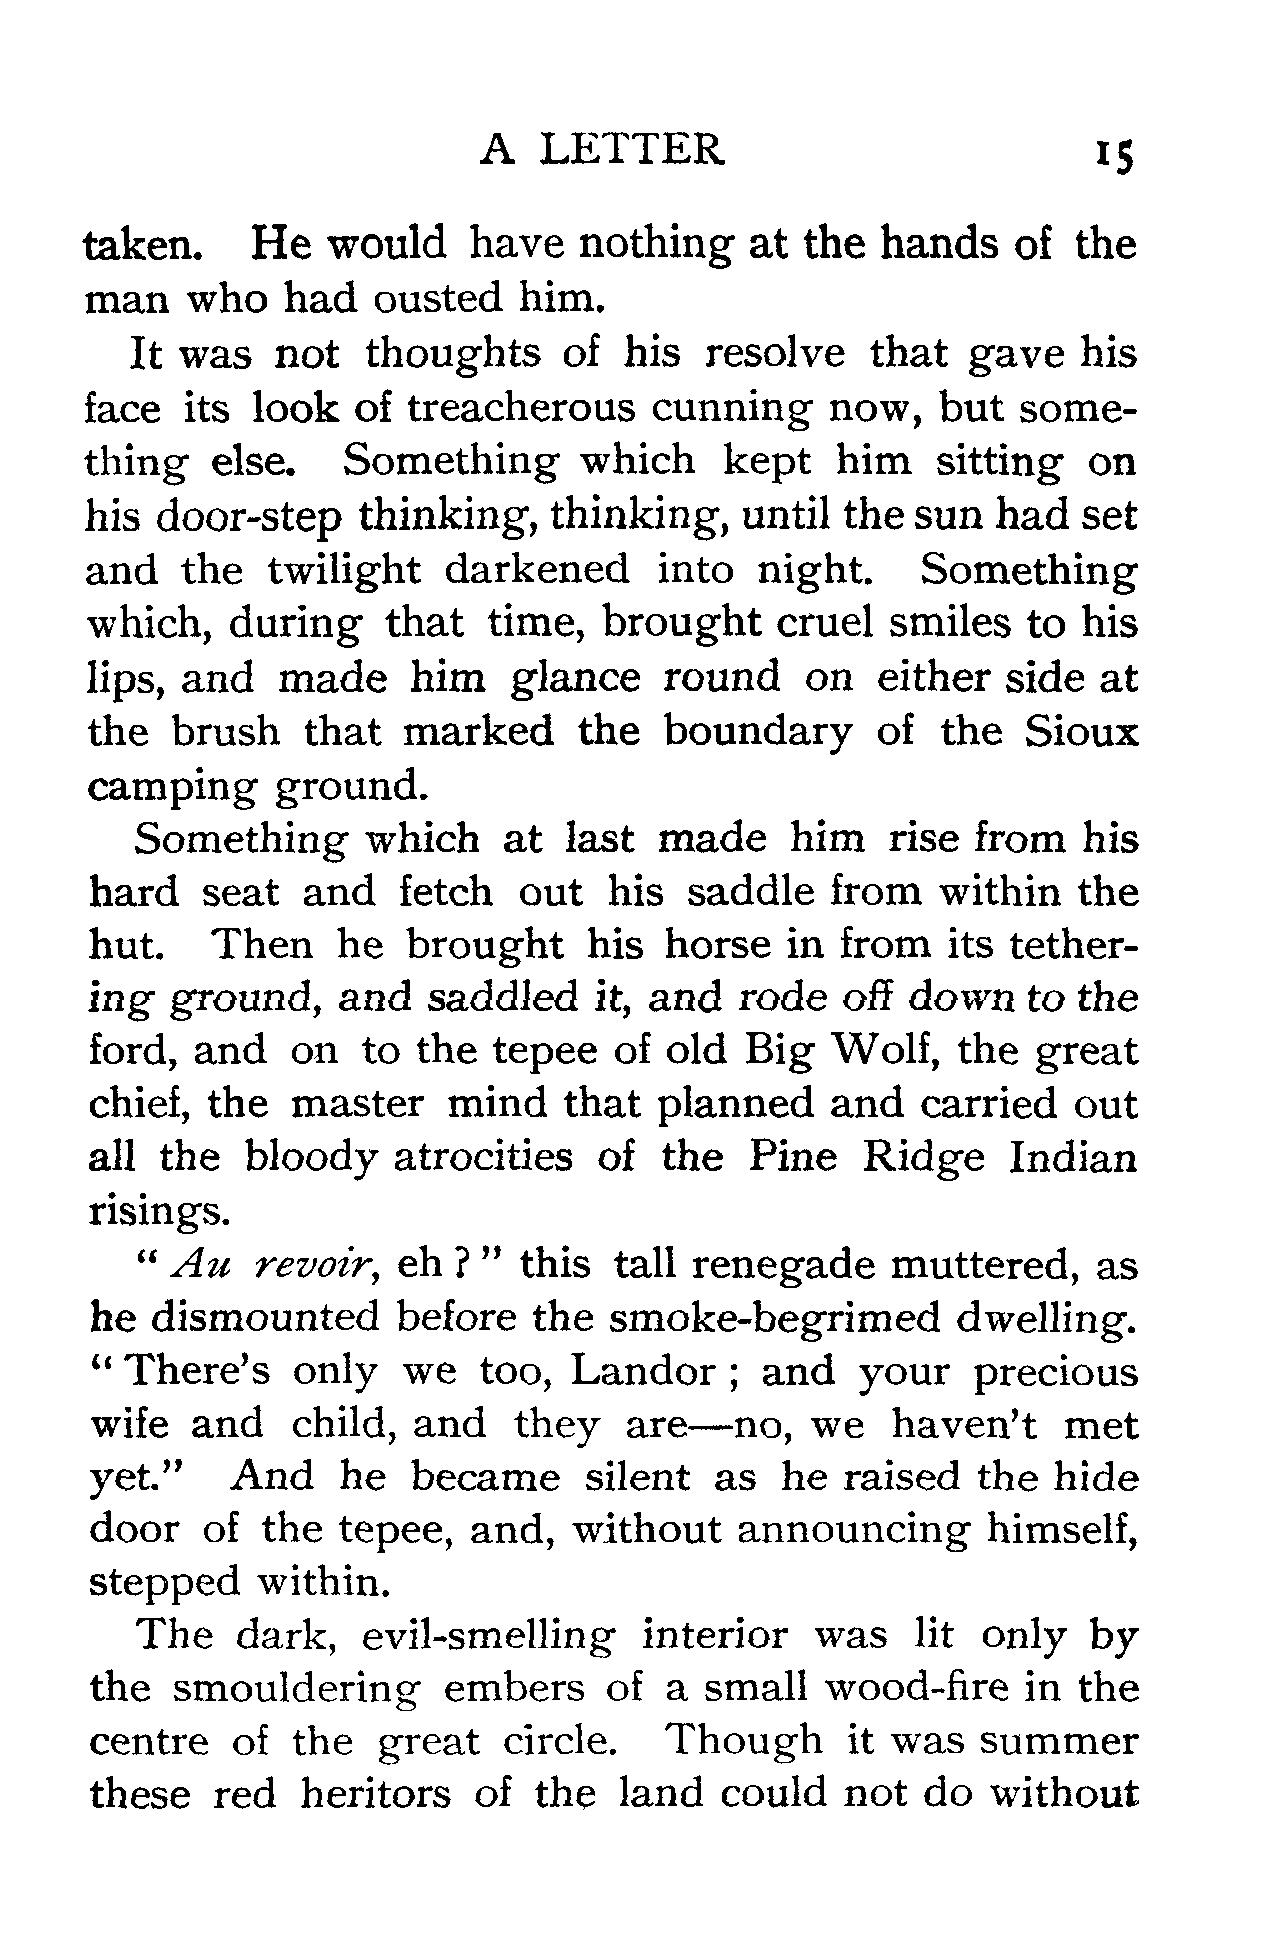 A LETTER 15
taken. He would have nothing at the hands of the
man who had ousted him.
It was not thoughts of his resolve that gave his
face its look of treacherous cunning now, but some-
thing else. Something which kept him sitting on
his door-step thinking, thinking, until the sun had set
and the twilight darkened into night. Something
which, during that time, brought cruel smiles to his
lips, and made him glance round on either side at
the brush that marked the boundary of the Sioux
camping ground.
Something which at last made him rise from his
hard seat and fetch out his saddle from within the
hut. Then he brought his horse in from its tether-
ing ground, and saddled it, and rode off down to the
ford, and on to the tepee of old Big Wolf, the great
chief, the master mind that planned and carried out
all the bloody atrocities of the Pine Ridge Indian
risings.
“ Au revoir, eh ? ” this tall renegade muttered, as
he dismounted before the smoke-begrimed dwelling.
“ There’s only we too, Landor ; and your precious
wife and child, and they are—no, we haven’t met
yet.” And he became silent as he raised the hide
door of the tepee, and, without announcing himself,
stepped within.
The dark, evil-smelling interior was lit only by
the smouldering embers of a small wood-fire in the
centre of the great circle. Though it was summer
these red heritors of the land could not do without